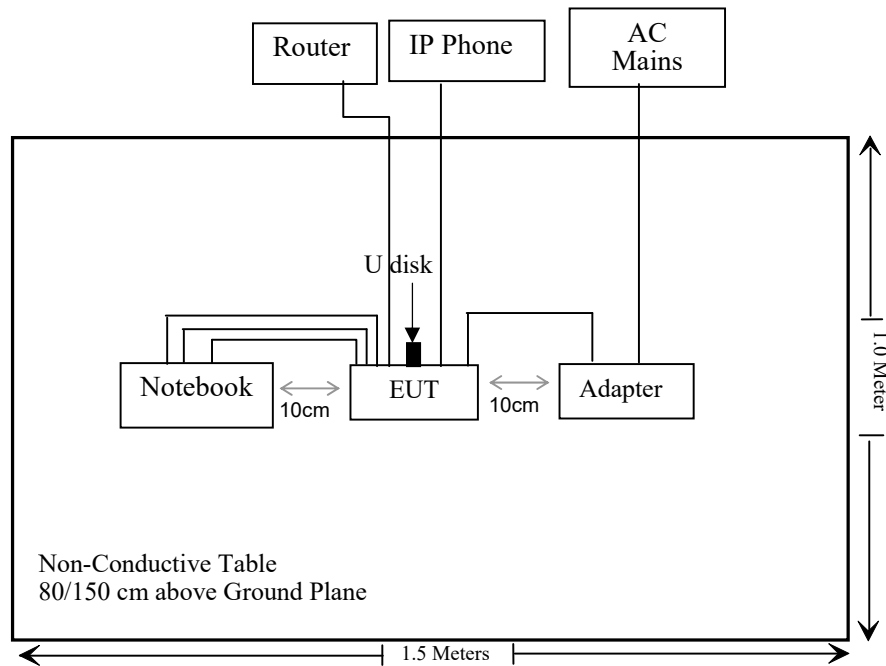 Router
IP Phone
AC
Mains
U disk
Notebook
10cm
EUT
10cm
Adapter
1.0 Meter
Non-Conductive Table
80/150 cm above Ground Plane
1.5 Meters